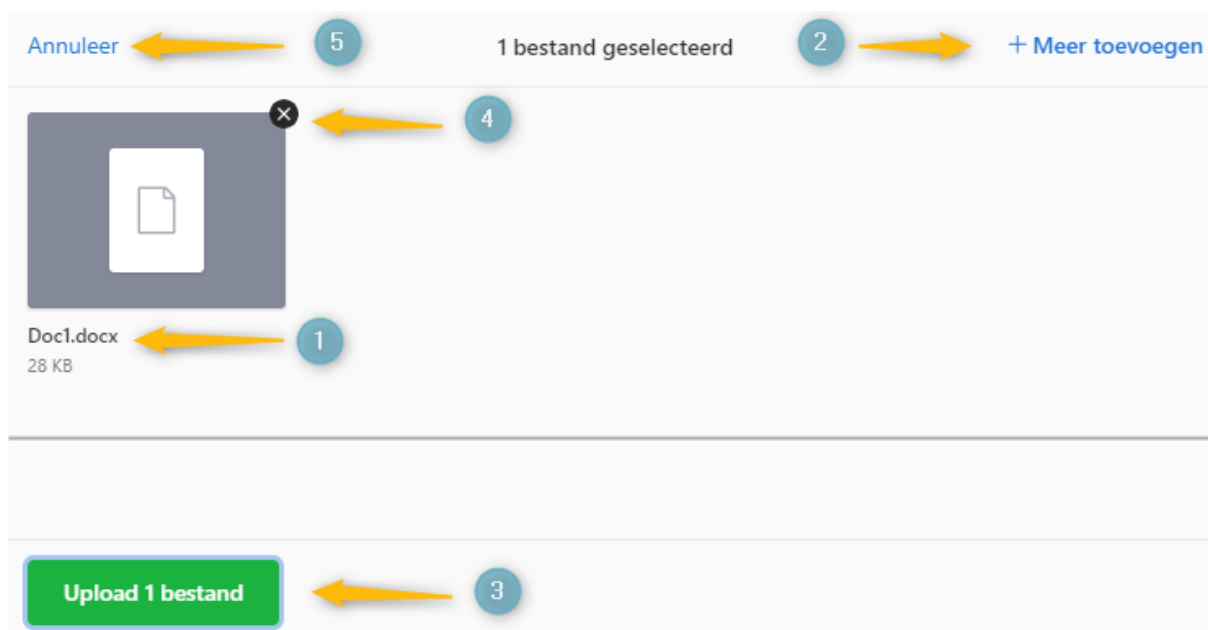 Annuleer 5 1 bestand geselecteerd 2 + Meer toevoegen
4
Doc1.docx 1
28 KB
Upload 1 bestand 3